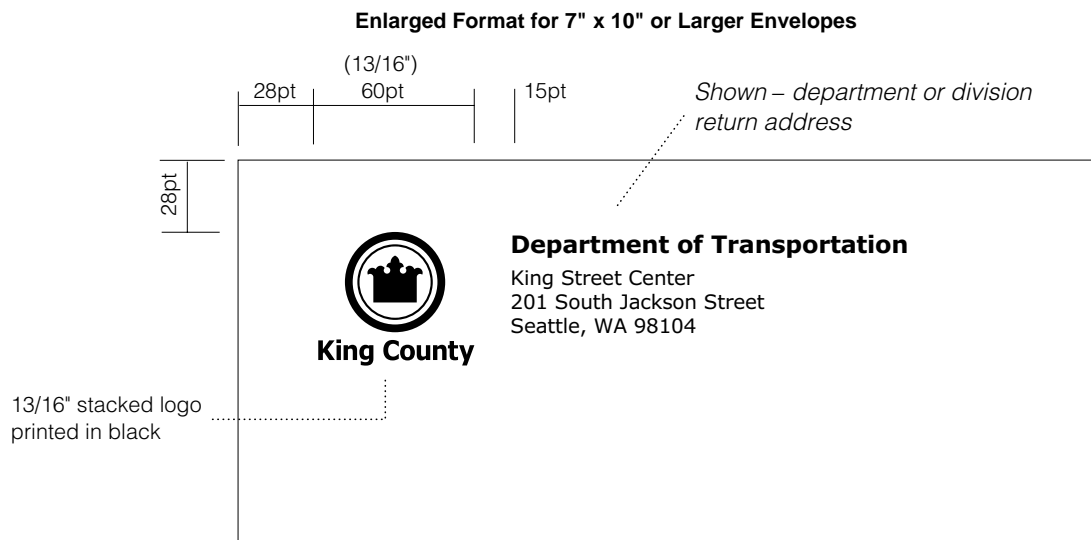 Enlarged Format for 7" x 10" or Larger Envelopes
(13/16")
28pt 60pt 15pt
Shown – department or division
return address
28pt
Department of Transportation
King Street Center
201 South Jackson Street
Seattle, WA 98104
King County
13/16" stacked logo
printed in black